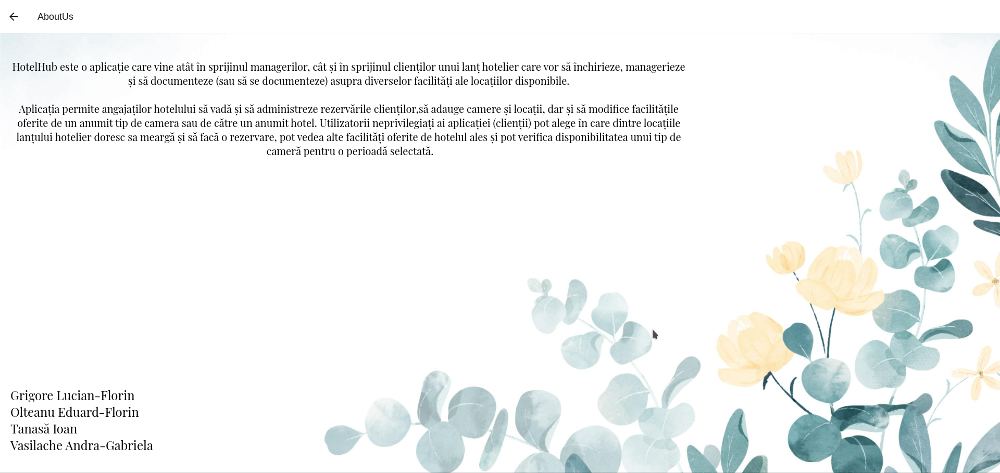 AboutUs
HotelHub este o aplicație care vine atât în sprijinul managerilor, cât și în sprijinul clienților unui lanț hotelier care vor să închirieze, managerieze
și să documenteze (sau să se documenteze) asupra diverselor facilități ale locațiilor disponibile.
Aplicația permite angajaților hotelului să vadă și să administreze rezervările clienților,să adauge camere și locații, dar și să modifice facilitățile
oferite de un anumit tip de camera sau de către un anumit hotel. Utilizatorii neprivilegiați ai aplicației (clienții) pot alege în care dintre locațiile
lanțului hotelier doresc sa meargă și să facă o rezervare, pot vedea alte facilități oferite de hotelul ales și pot verifica disponibilitatea unui tip de
cameră pentru o perioadă selectată.
Grigore Lucian-Florin
Olteanu Eduard-Florin
Tanasă Ioan
Vasilache Andra-Gabriela